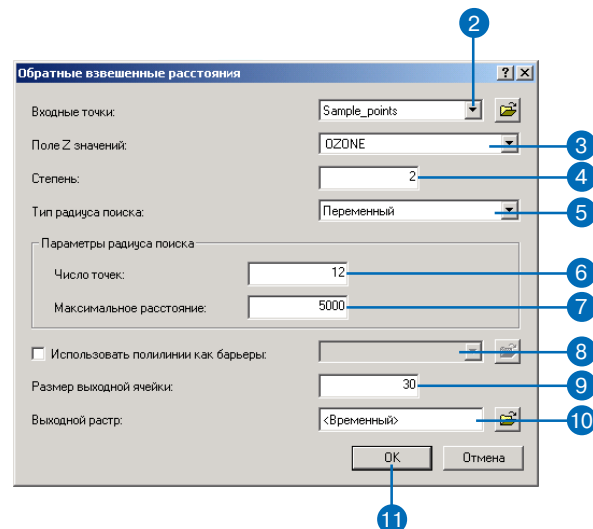 2
Обратные взвешенные расстояния
Входные точки: Sample_points
Поле Z значений: OZONE 3
Степень: 2 4
Тип радиуса поиска: Переменный 5
Параметры радиуса поиска
Число точек: 12 6
Максимальное расстояние: 5000 7
Использовать полилинии как барьеры: 8
Размер выходной ячейки: 30 9
Выходной растр: <Временный> 10
OK Отмена
11